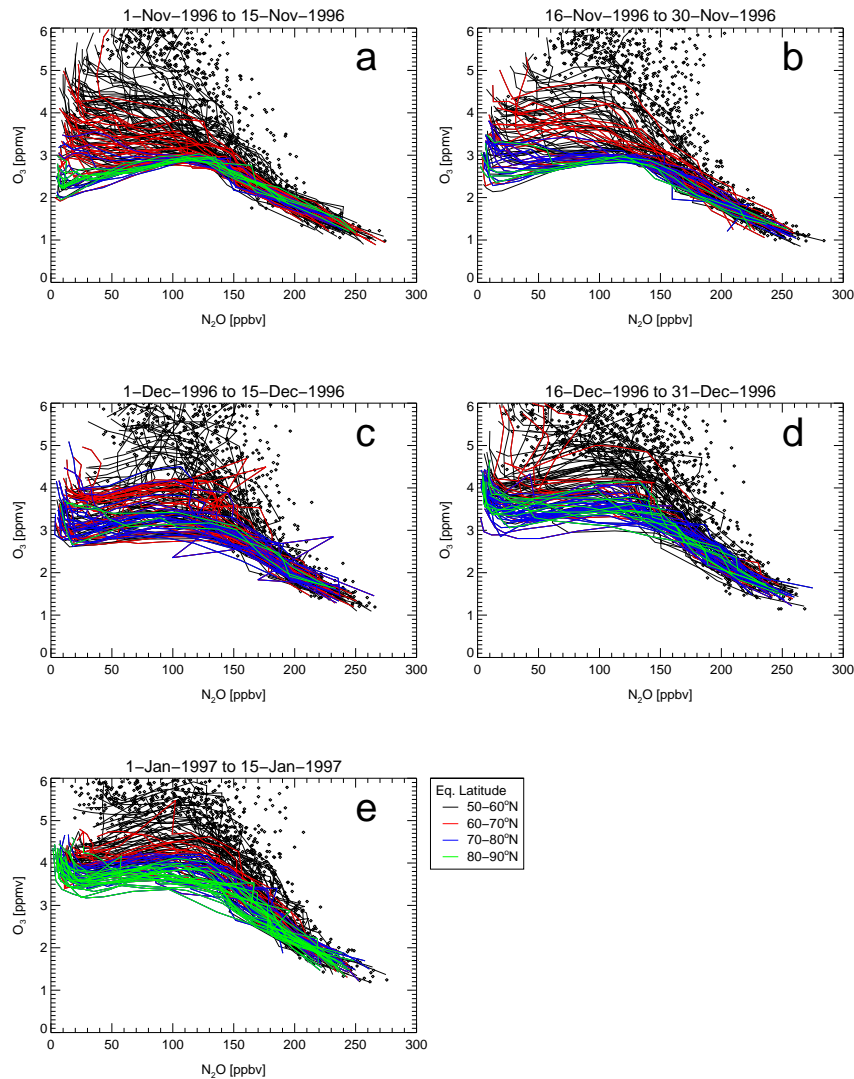 1−Nov−1996 to 15−Nov−1996
a
6
5
4
3
2
1
0
O3 [ppmv]
0 50 100 150 200 250 300
N2O [ppbv]
16−Nov−1996 to 30−Nov−1996
b
6
5
4
3
2
1
0
O3 [ppmv]
0 50 100 150 200 250 300
N2O [ppbv]
1−Dec−1996 to 15−Dec−1996
c
6
5
4
3
2
1
0
O3 [ppmv]
0 50 100 150 200 250 300
N2O [ppbv]
16−Dec−1996 to 31−Dec−1996
d
6
5
4
3
2
1
0
O3 [ppmv]
0 50 100 150 200 250 300
N2O [ppbv]
1−Jan−1997 to 15−Jan−1997
e
6
5
4
3
2
1
0
O3 [ppmv]
0 50 100 150 200 250 300
N2O [ppbv]
Eq. Latitude
50−60°N
60−70°N
70−80°N
80−90°N